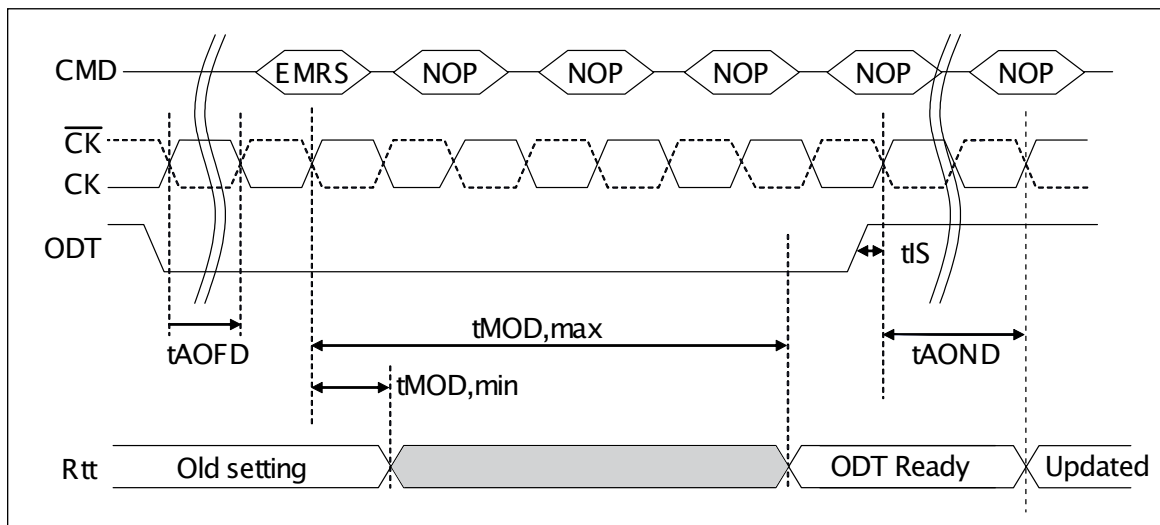 CMD EMRS NOP NOP NOP NOP NOP
C̅K̅
CK
ODT
tIS
tMOD,max
tAOFD
tAOND
tMOD,min
Rtt Old setting ODT Ready Updated